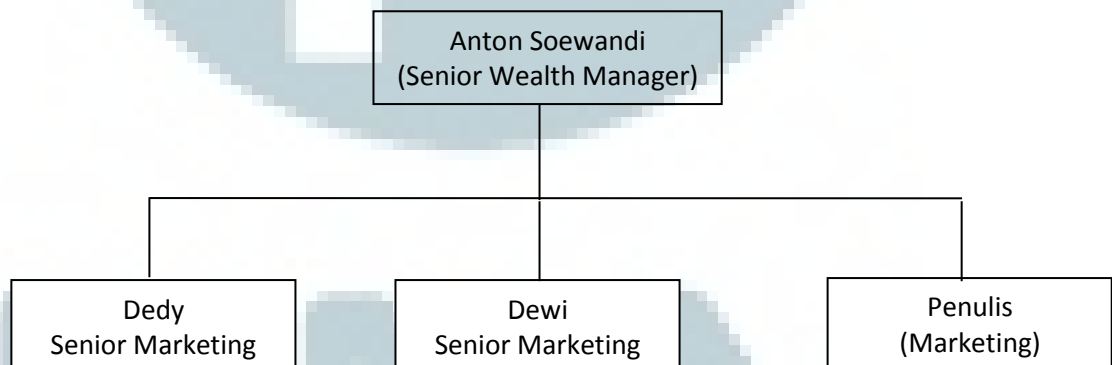 Anton Soewandi
(Senior Wealth Manager)
Dedy
Senior Marketing
Dewi
Senior Marketing
Penulis
(Marketing)